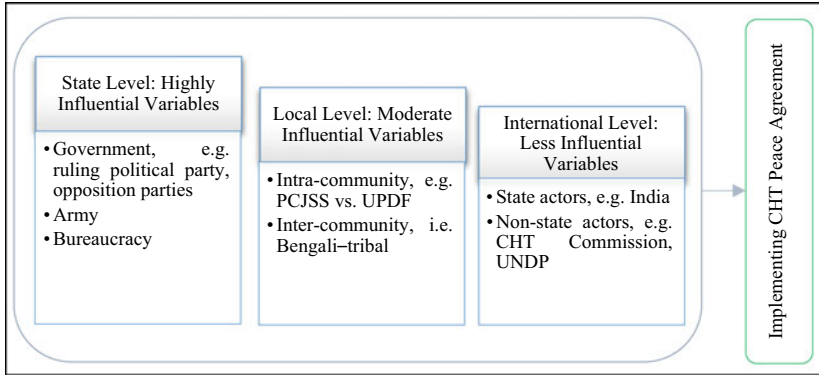 State Level: Highly
Influential Variables
•Government, e.g.
ruling political party,
opposition parties
•Army
•Bureaucracy
Local Level: Moderate
Influential Variables
•Intra-community, e.g.
PCJSS vs. UPDF
•Inter-community, i.e.
Bengali–tribal
International Level:
Less Influential
Variables
•State actors, e.g. India
•Non-state actors, e.g.
CHT Commission,
UNDP
Implementing CHT Peace Agreement